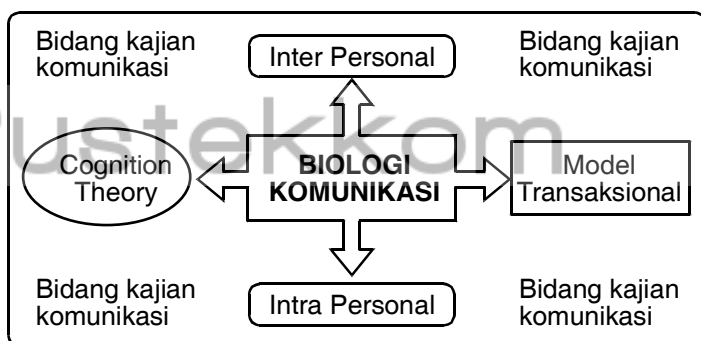 Bidang kajian
komunikasi
Inter Personal
Bidang kajian
komunikasi
Pustekkom
Cognition
Theory
BIOLOGI
KOMUNIKASI
Model
Transaksional
Bidang kajian
komunikasi
Intra Personal
Bidang kajian
komunikasi